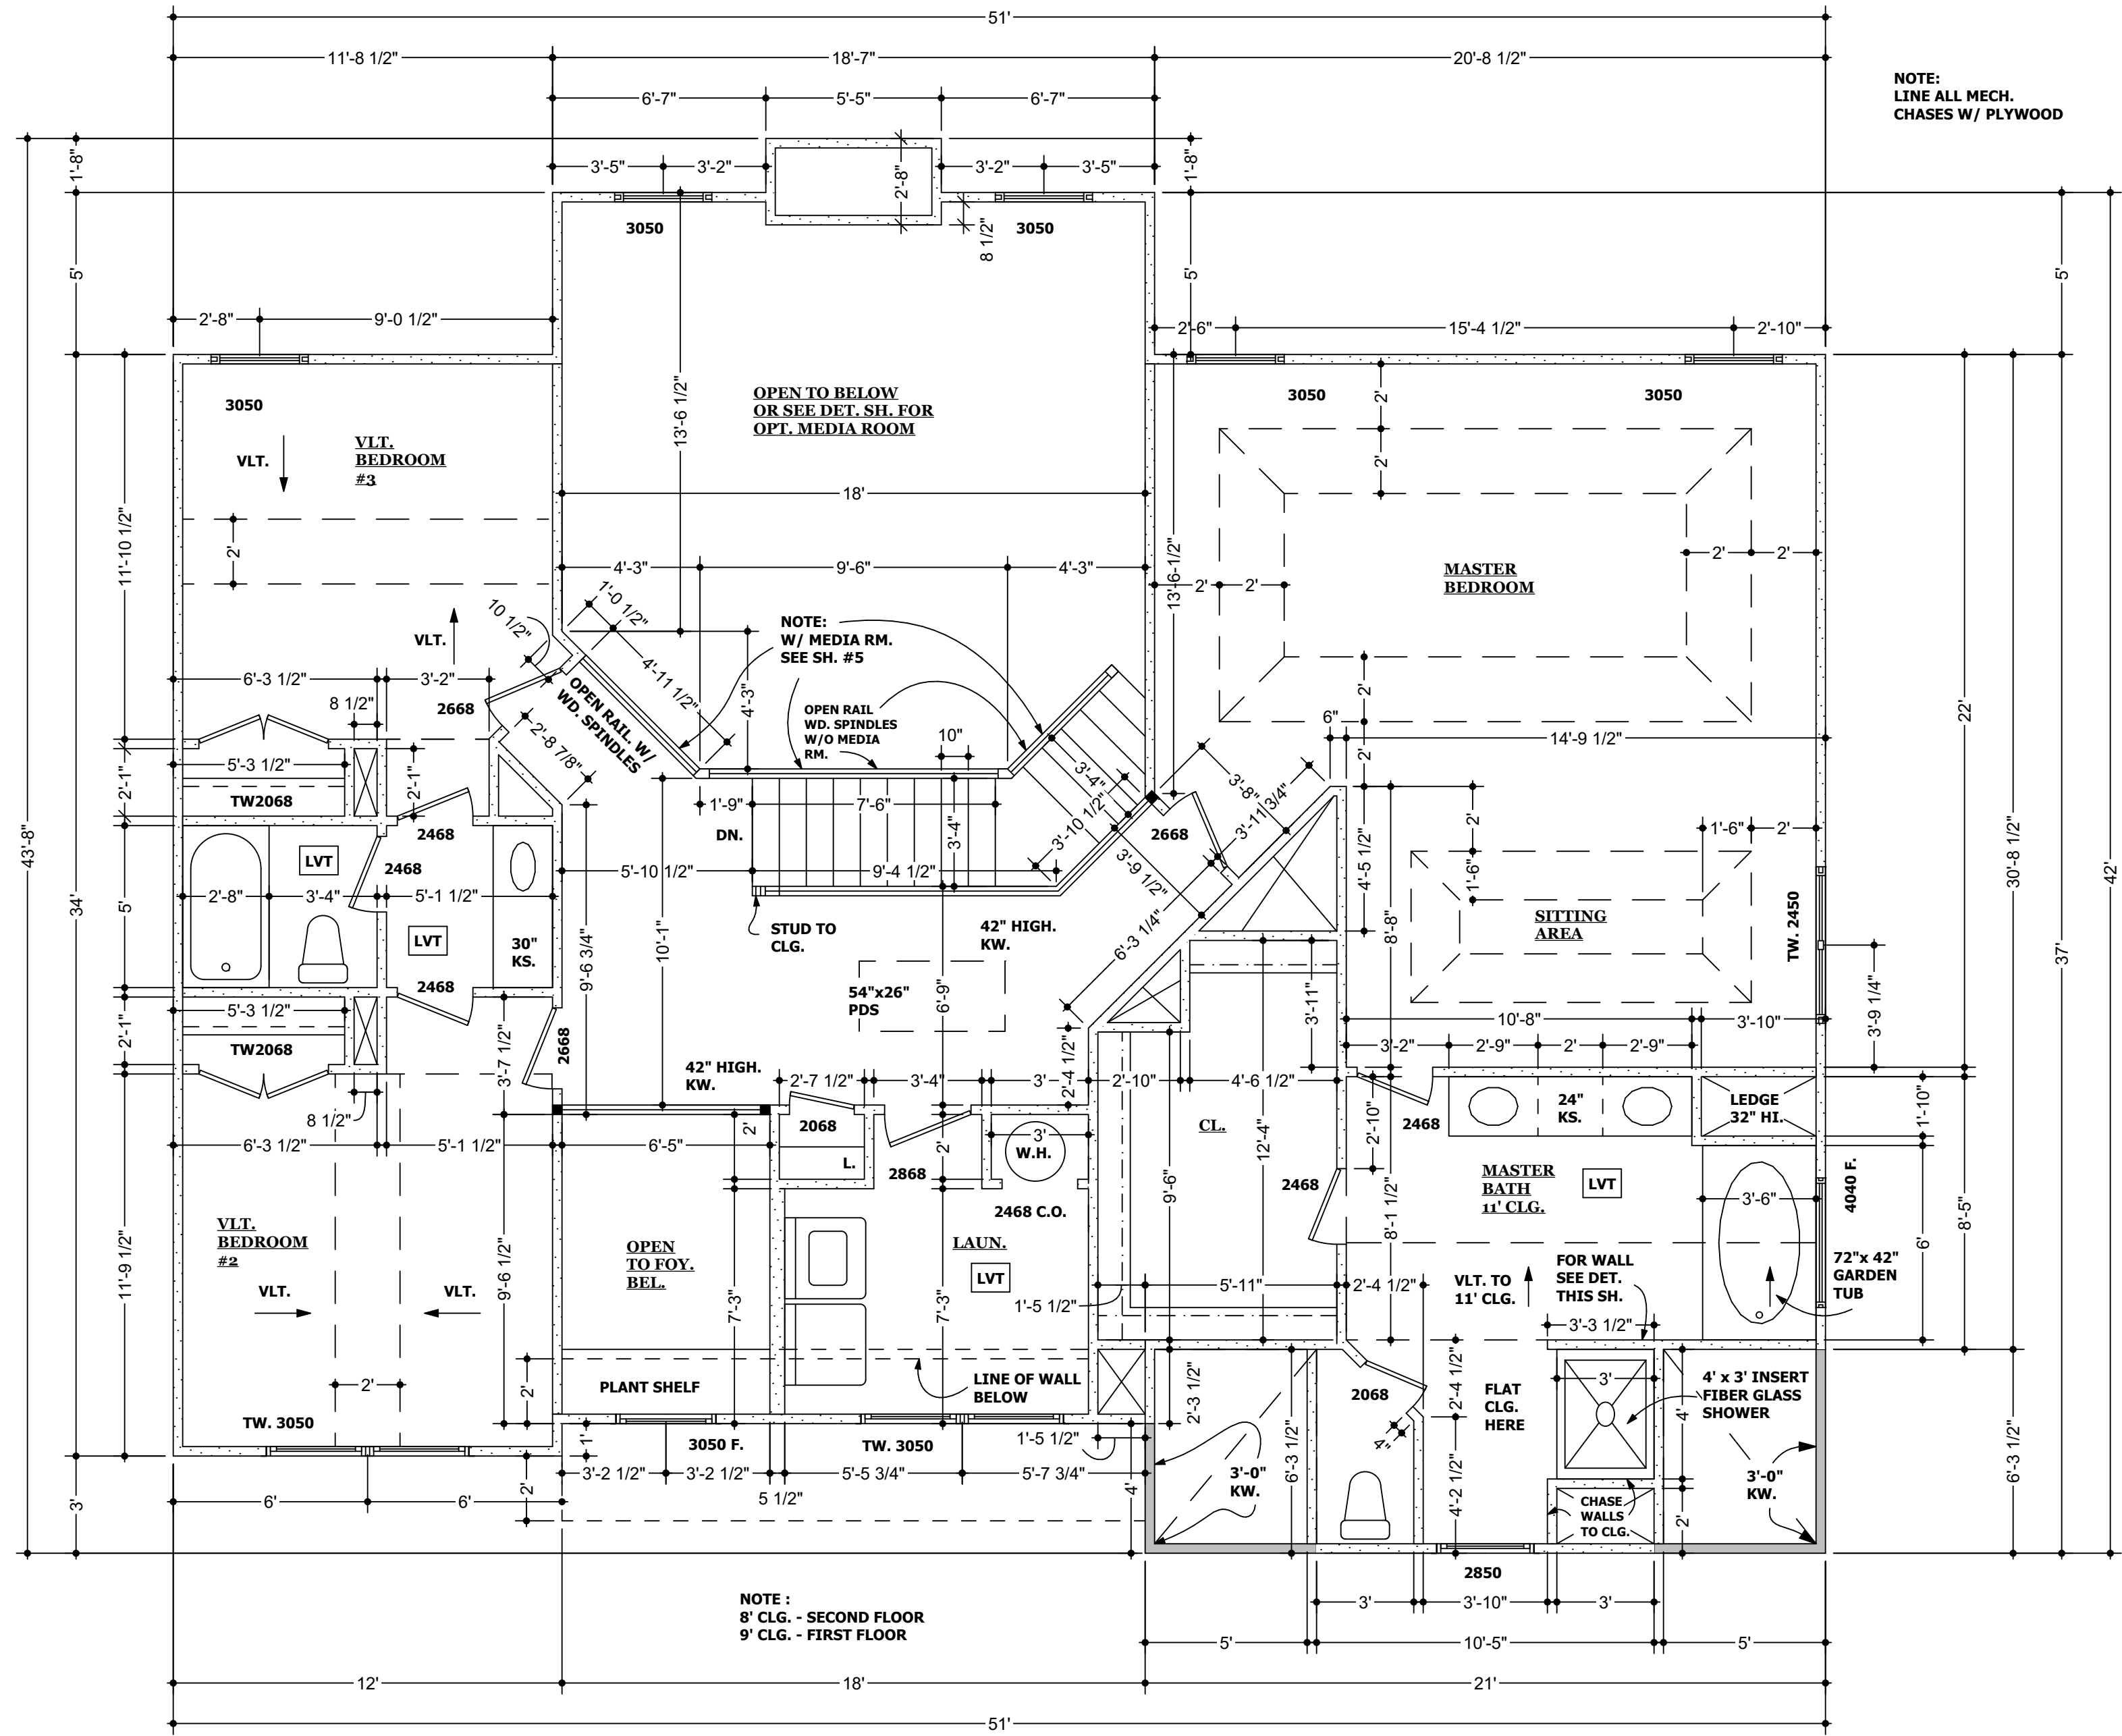 51'
11'-8 1/2" 18'-7" 20'-8 1/2"
NOTE:
LINE ALL MECH.
CHASES W/ PLYWOOD
6'-7" 5'-5" 6'-7"
1'-8" 3'-5" 3'-2" 2'-8" 3'-2" 3'-5" 1'-8"
3050 8 1/2" 3050
5' 5' 5'
2'-8" 9'-0 1/2" 2'-6" 15'-4 1/2" 2'-10"
3050
VLT.
VLT.
BEDROOM
#3
13'-6 1/2"
OPEN TO BELOW
OR SEE DET. SH. FOR
OPT. MEDIA ROOM
3050 3050
2'
2'
18'
11'-10 1/2"
2'
4'-3" 9'-6" 4'-3"
13'-6-1/2"
2' 2'
2' 2'
MASTER
BEDROOM
22'
30'-8 1/2"
42'
37'
43'-8"
34'
VLT.
10 1/2"
1'-0 1/2"
4'-11 1/2"
4'-3"
NOTE:
W/ MEDIA RM.
SEE SH. #5
OPEN RAIL. W/
WD. SPINDLES
OPEN RAIL
WD. SPINDLES
W/O MEDIA
RM.
10"
6'-3 1/2" 3'-2"
8 1/2"
2668
2'-8 7/8"
2'
2'
6"
14'-9 1/2"
2'-1"
5'-3 1/2"
TW2068
2'-1"
1'-9" 7'-6"
DN.
3'-4"
3'-4"
3'-10 1/2"
3'-8"
3'-11 3/4"
2668
2468
2468
LVT
2'-8" 3'-4" 5'-1 1/2"
5'
LVT
30"
KS.
2468
5'-10 1/2" 9'-4 1/2"
3'-9 1/2"
6'-3 1/4"
STUD TO
CLG.
42" HIGH.
KW.
9'-6 3/4"
10'-1"
54"x26"
PDS
6'-9"
4'-5 1/2"
8'-8"
2'
1'-6"
1'-6" 2'
SITTING
AREA
TW. 2450
3'-9 1/4"
3'-11"
10'-8" 3'-10"
3'-2" 2'-9" 2' 2'-9"
5'-3 1/2"
2'-1"
TW2068
3'-7 1/2"
2668
42" HIGH.
KW.
2'-7 1/2" 3'-4" 3'
2'-4 1/2"
2'-10" 4'-6 1/2"
8 1/2"
6'-3 1/2" 5'-1 1/2" 6'-5"
2'
2068
L.
2'
2868
3'
W.H.
2468 C.O.
CL.
12'-4"
9'-6"
2'-10"
2468
2468
24"
KS.
LEDGE
32" HI.
1'-10"
8'-1 1/2"
MASTER
BATH
11' CLG.
LVT
3'-6"
4040 F.
6'
8'-5"
VLT.
BEDROOM
#2
VLT. VLT.
11'-9 1/2"
9'-6 1/2"
OPEN
TO FOY.
BEL.
7'-3"
7'-3"
LAUN.
LVT
5'-11"
1'-5 1/2"
2'-4 1/2"
VLT. TO
11' CLG.
FOR WALL
SEE DET.
THIS SH.
72"x 42"
GARDEN
TUB
3'-3 1/2"
2'
TW. 3050
2'
PLANT SHELF
LINE OF WALL
BELOW
1'
3050 F.
TW. 3050
1'-5 1/2"
2'-3 1/2"
6'-3 1/2"
2068
4"
2'-4 1/2"
4'-2 1/2"
FLAT
CLG.
HERE
3'
4'
4' x 3' INSERT
FIBER GLASS
SHOWER
3'-0"
KW.
3'-0"
KW.
CHASE
WALLS
TO CLG.
2'
6'-3 1/2"
3'-2 1/2" 3'-2 1/2" 5'-5 3/4" 5'-7 3/4"
5 1/2"
4'
3'
6' 6'
2'
2850
3' 3'-10" 3'
NOTE :
8' CLG. - SECOND FLOOR
9' CLG. - FIRST FLOOR
5' 10'-5" 5'
12' 18' 21'
51'